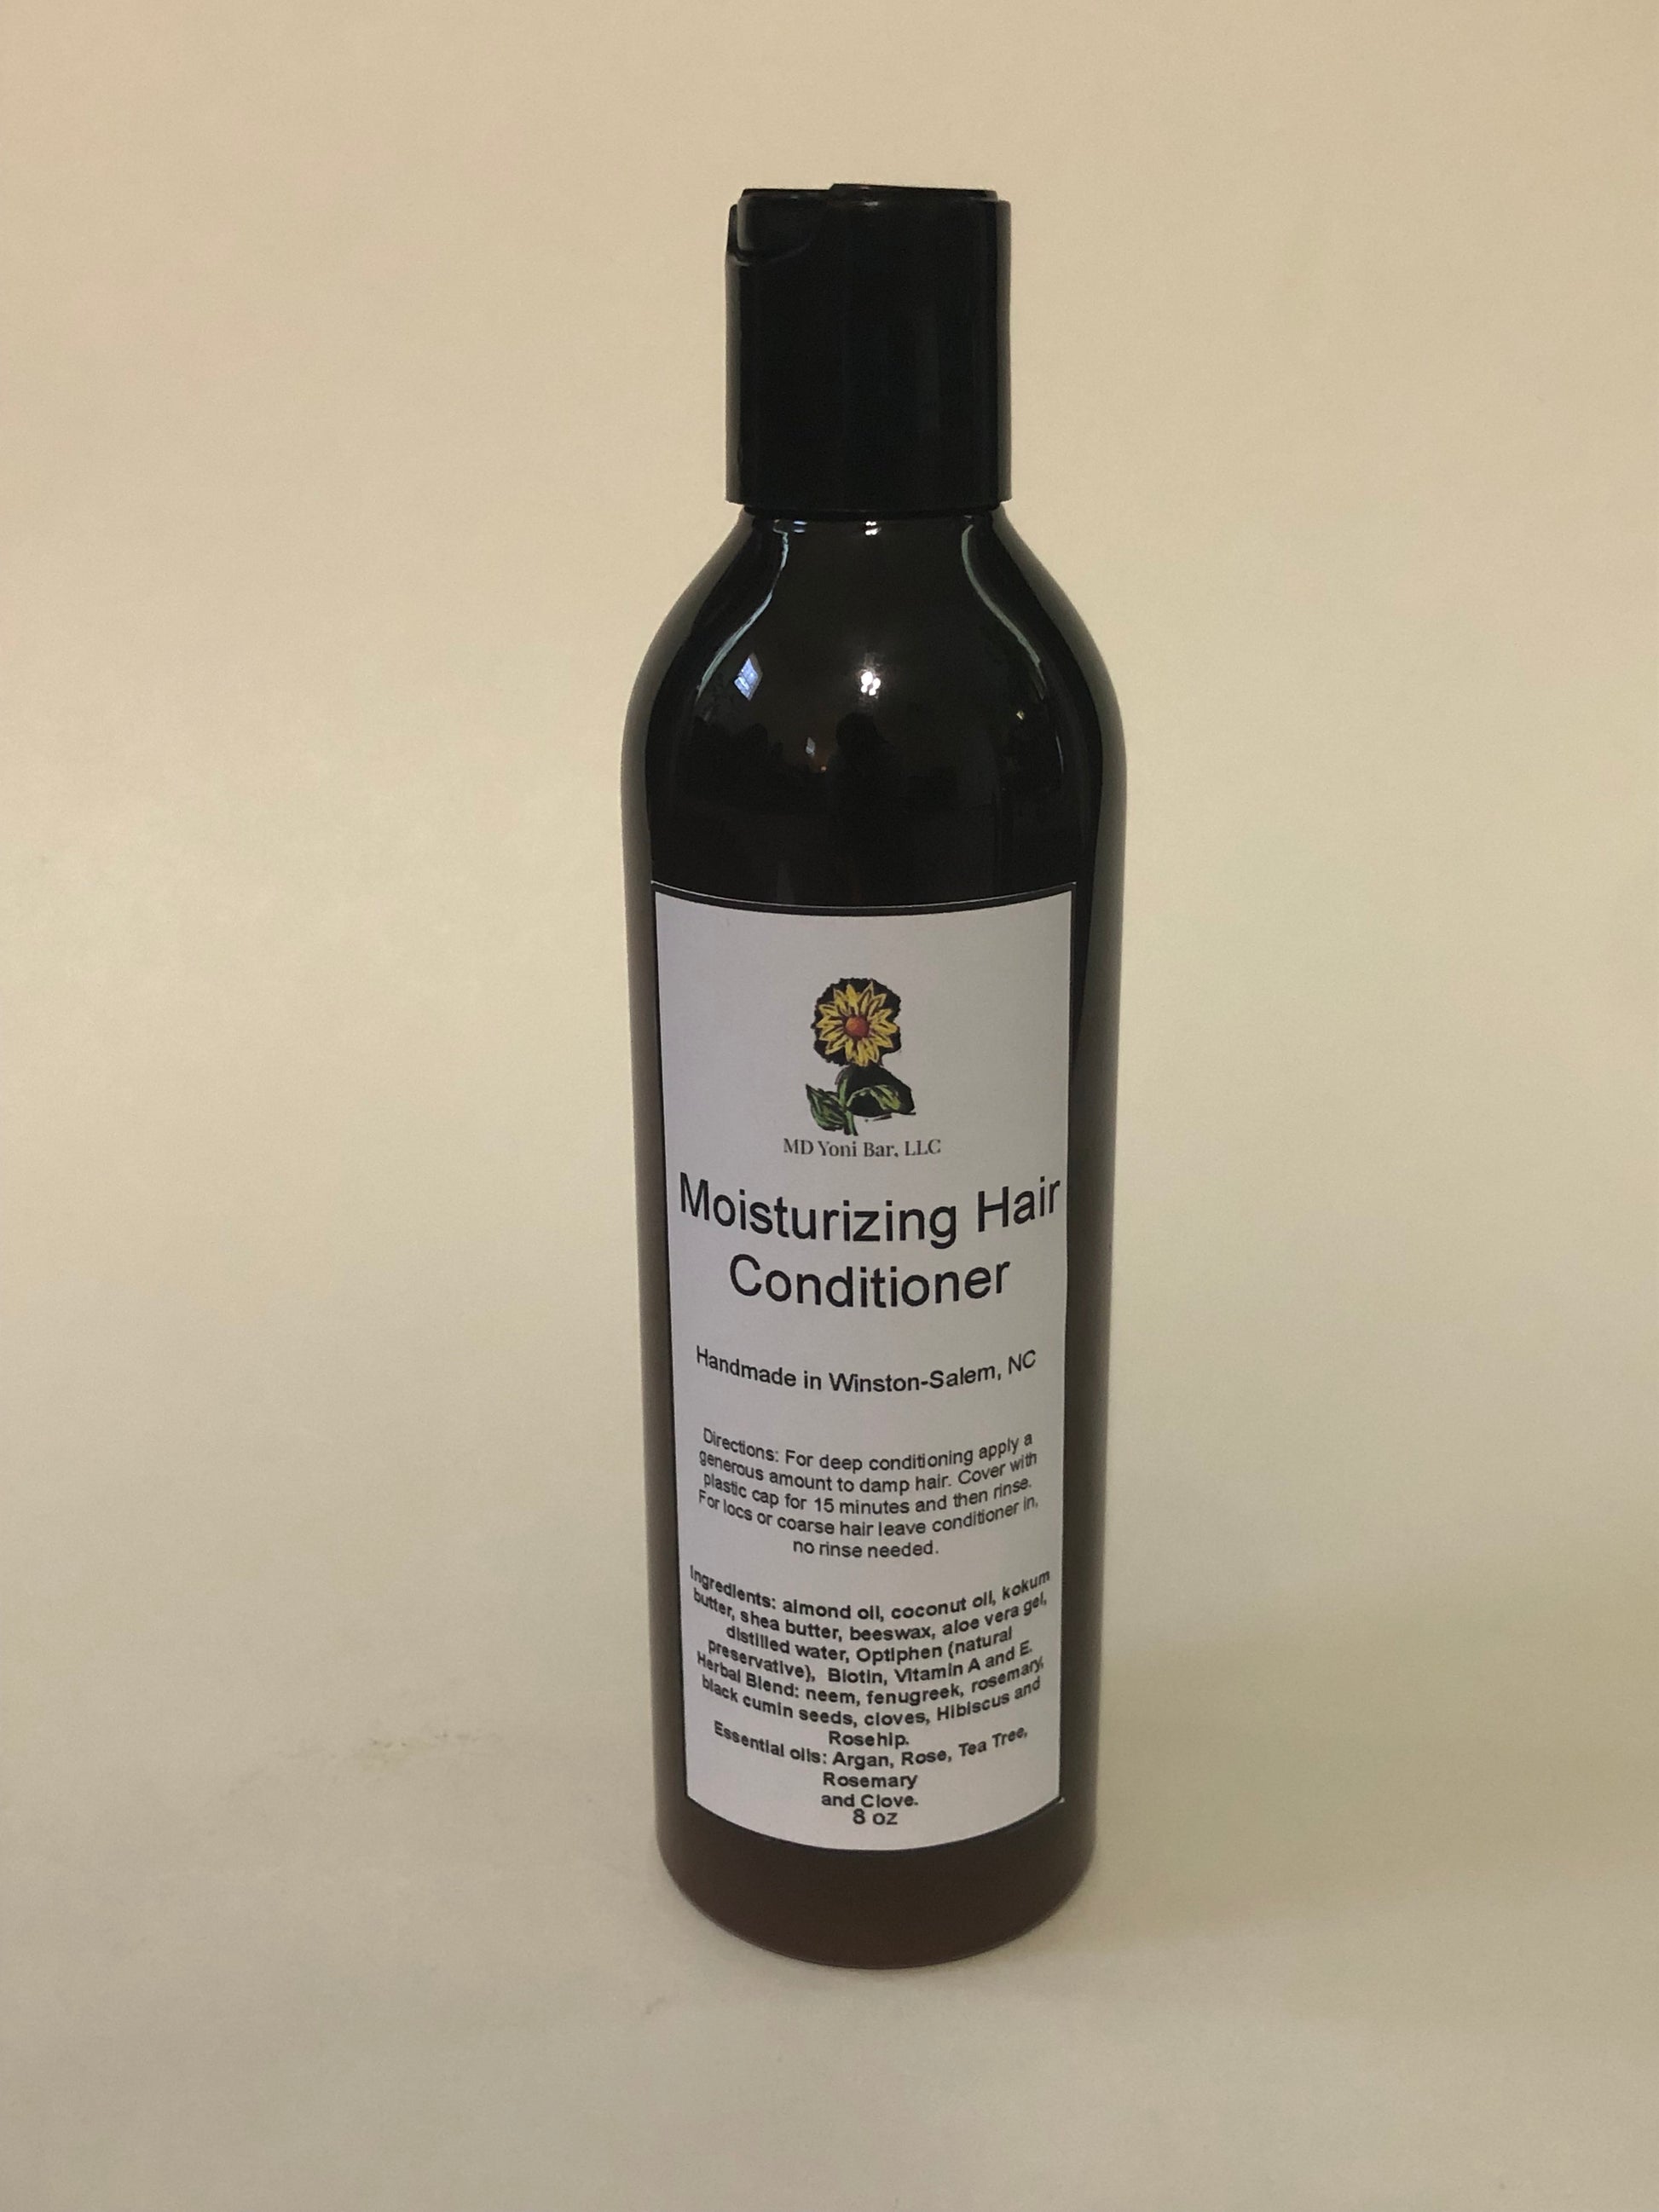 MD Yoni Bar, LLC
Moisturizing Hair
Conditioner
Handmade in Winston-Salem, NC
Directions: For deep conditioning apply a
generous amount to damp hair. Cover with
plastic cap for 15 minutes and then rinse.
For locs or coarse hair leave conditioner in,
no rinse needed.
Ingredients: almond oil, coconut oil, kokum
butter, shea butter, beeswax, aloe vera gel,
distilled water, Optiphen (natural
preservative), Biotin, Vitamin A and E.
Herbal Blend: neem, fenugreek, rosemary,
black cumin seeds, cloves, Hibiscus and
Rosehip.
Essential oils: Argan, Rose, Tea Tree,
Rosemary
and Clove.
8 oz